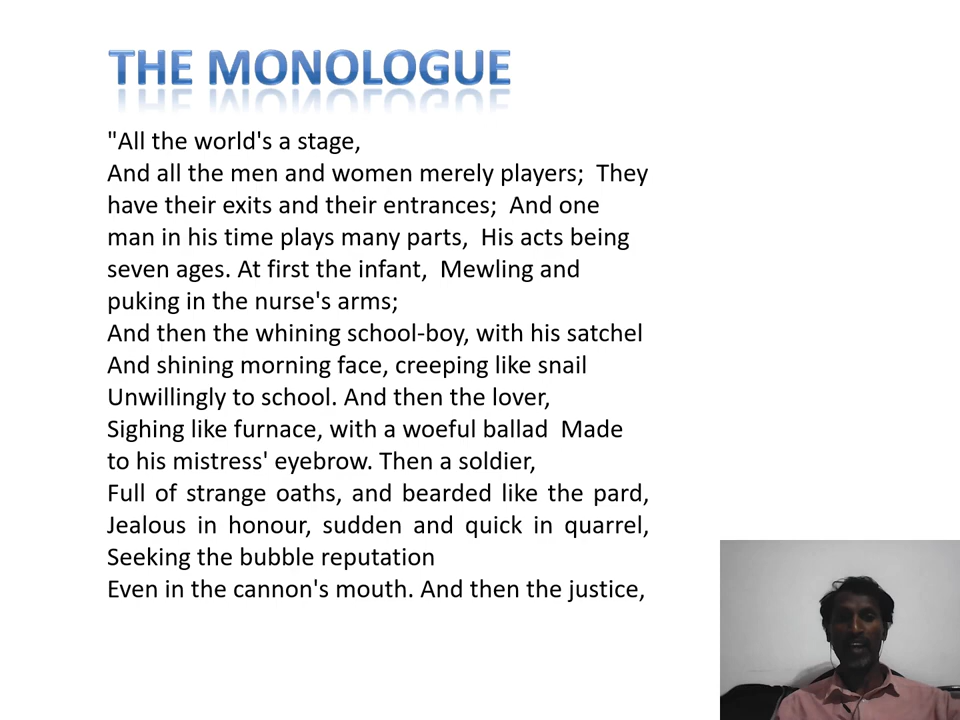 THE MONOLOGUE
"All the world's a stage,
And all the men and women merely players;  They
have their exits and their entrances;  And one
man in his time plays many parts,  His acts being
seven ages. At first the infant,  Mewling and
puking in the nurse's arms;
And then the whining school-boy, with his satchel
And shining morning face, creeping like snail
Unwillingly to school. And then the lover,
Sighing like furnace, with a woeful ballad  Made
to his mistress' eyebrow. Then a soldier,
Full of strange oaths, and bearded like the pard,
Jealous in honour, sudden and quick in quarrel,
Seeking the bubble reputation
Even in the cannon's mouth. And then the justice,